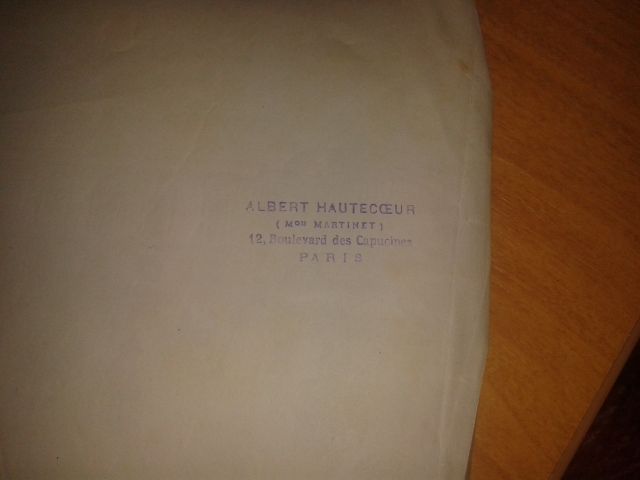 ALBERT HAUTECŒUR
( Mon MARTINET )
12, Boulevard des Capucines
PARIS